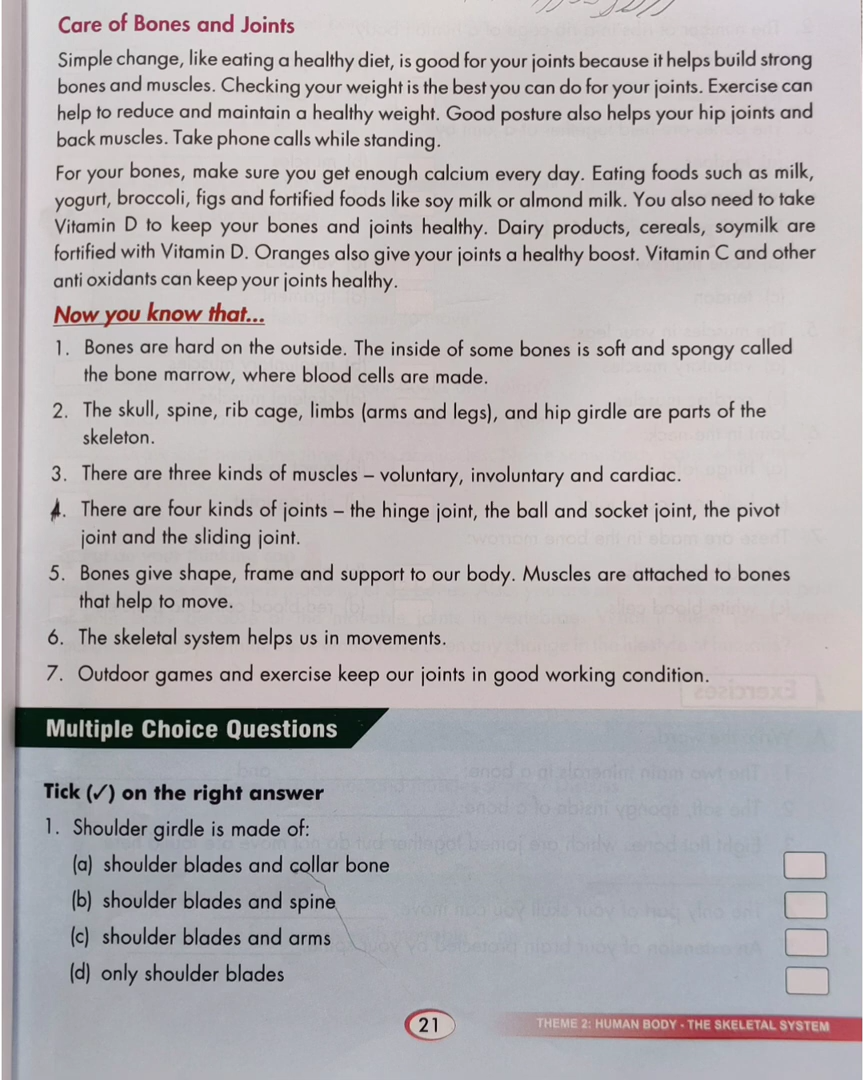 Care of Bones and Joints
Simple change, like eating a healthy diet, is good for your joints because it helps build strong
bones and muscles. Checking your weight is the best you can do for your joints. Exercise can
help to reduce and maintain a healthy weight. Good posture also helps your hip joints and
back muscles. Take phone calls while standing.
For your bones, make sure you get enough calcium every day. Eating foods such as milk,
yogurt, broccoli, figs and fortified foods like soy milk or almond milk. You also need to take
Vitamin D to keep your bones and joints healthy. Dairy products, cereals, soymilk are
fortified with Vitamin D. Oranges also give your joints a healthy boost. Vitamin C and other
anti oxidants can keep your joints healthy.
Now you know that...
1. Bones are hard on the outside. The inside of some bones is soft and spongy called
the bone marrow, where blood cells are made.
2. The skull, spine, rib cage, limbs (arms and legs), and hip girdle are parts of the
skeleton.
3. There are three kinds of muscles – voluntary, involuntary and cardiac.
4. There are four kinds of joints – the hinge joint, the ball and socket joint, the pivot
joint and the sliding joint.
5. Bones give shape, frame and support to our body. Muscles are attached to bones
that help to move.
6. The skeletal system helps us in movements.
7. Outdoor games and exercise keep our joints in good working condition.
Multiple Choice Questions
Tick (✓) on the right answer
1. Shoulder girdle is made of:
(a) shoulder blades and collar bone
(b) shoulder blades and spine
(c) shoulder blades and arms
(d) only shoulder blades
21
THEME 2: HUMAN BODY - THE SKELETAL SYSTEM